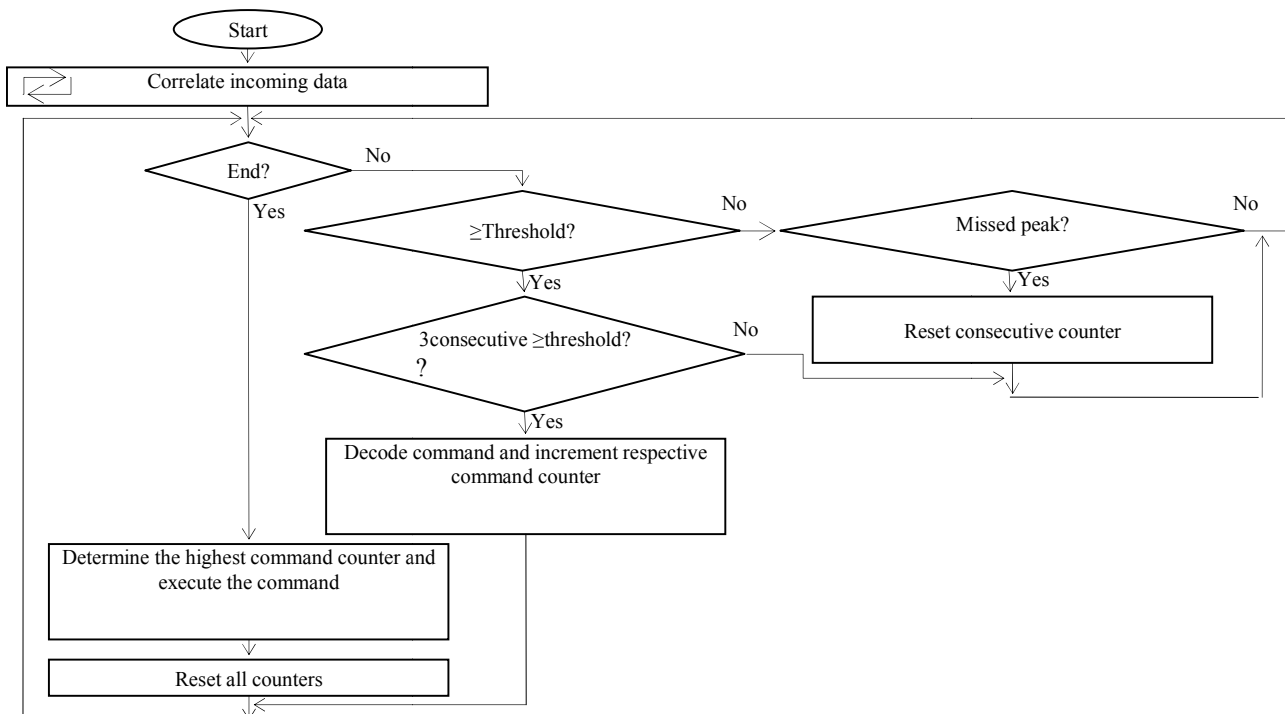 Start
Correlate incoming data
End?
No
Yes
≥Threshold?
No
Missed peak?
No
Yes
Yes
3consecutive ≥threshold?
?
No
Reset consecutive counter
Yes
Decode command and increment respective
command counter
Determine the highest command counter and
execute the command
Reset all counters